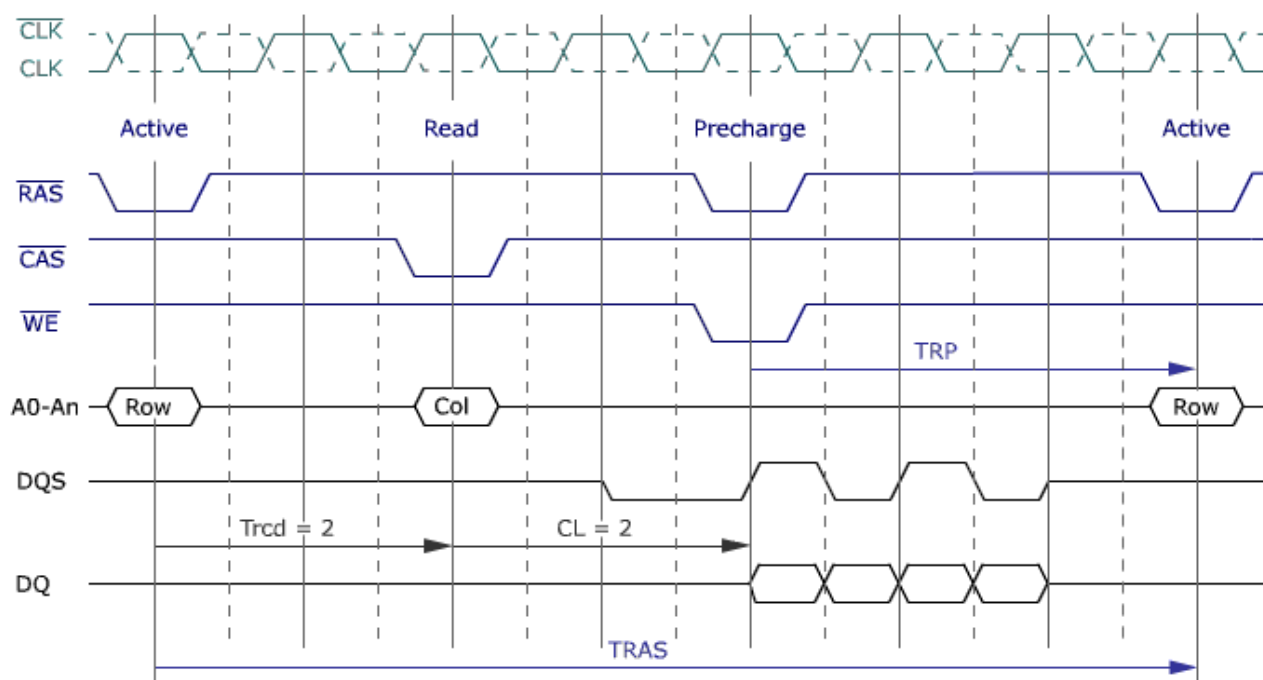 CLK
CLK
Active Read Precharge Active
RAS
CAS
WE
TRP
A0-An Row Col Row
DQS
Trcd = 2 CL = 2
DQ
TRAS